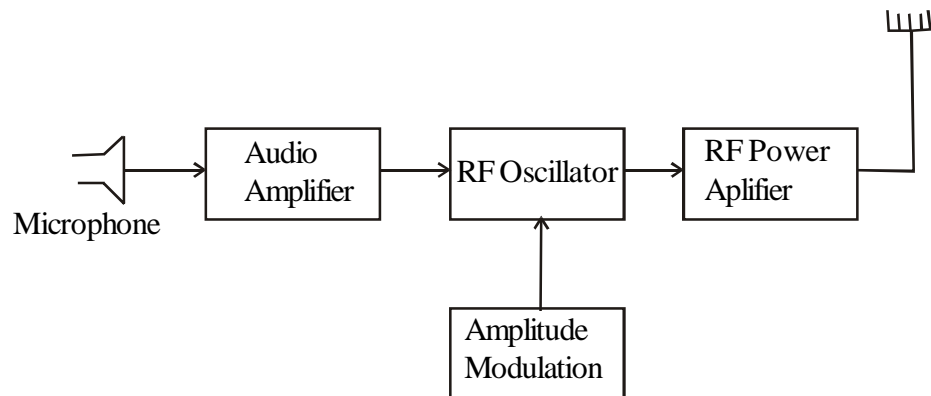 Microphone
Audio
Amplifier
RF Oscillator
RF Power
Aplifier
Amplitude
Modulation